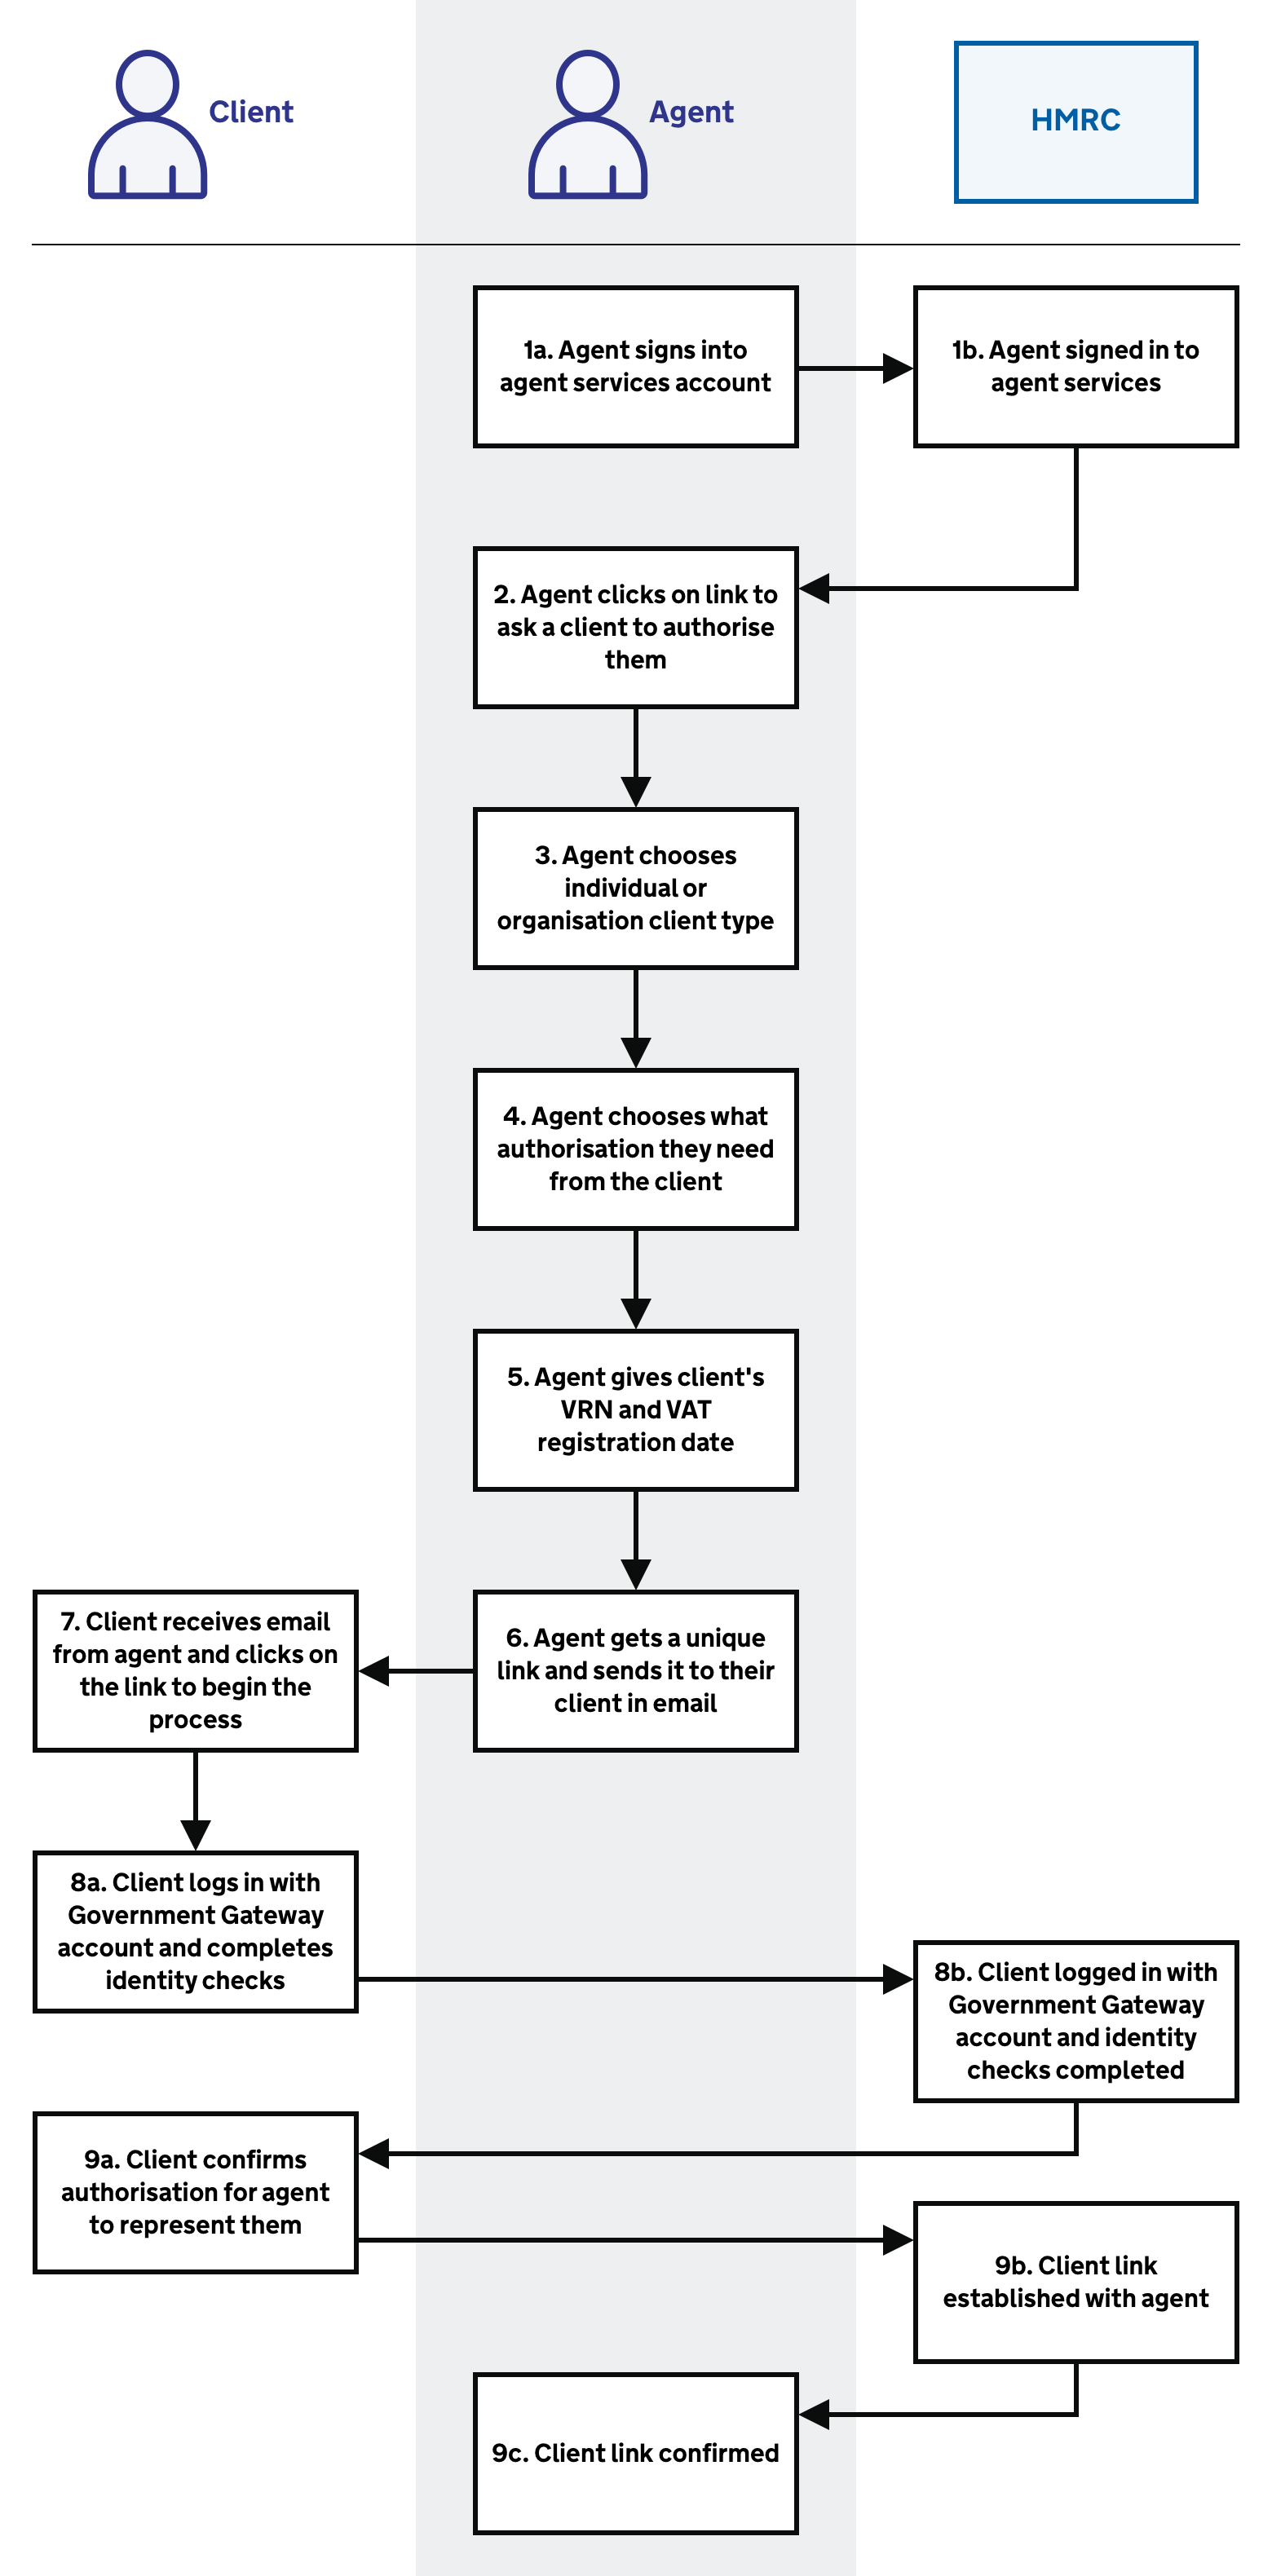 Client
Agent
HMRC
1a. Agent signs into
agent services account
1b. Agent signed in to
agent services
2. Agent clicks on link to
ask a client to authorise
them
3. Agent chooses
individual or
organisation client type
4. Agent chooses what
authorisation they need
from the client
5. Agent gives client's
VRN and VAT
registration date
6. Agent gets a unique
link and sends it to their
client in email
7. Client receives email
from agent and clicks on
the link to begin the
process
8a. Client logs in with
Government Gateway
account and completes
identity checks
8b. Client logged in with
Government Gateway
account and identity
checks completed
9a. Client confirms
authorisation for agent
to represent them
9b. Client link
established with agent
9c. Client link confirmed